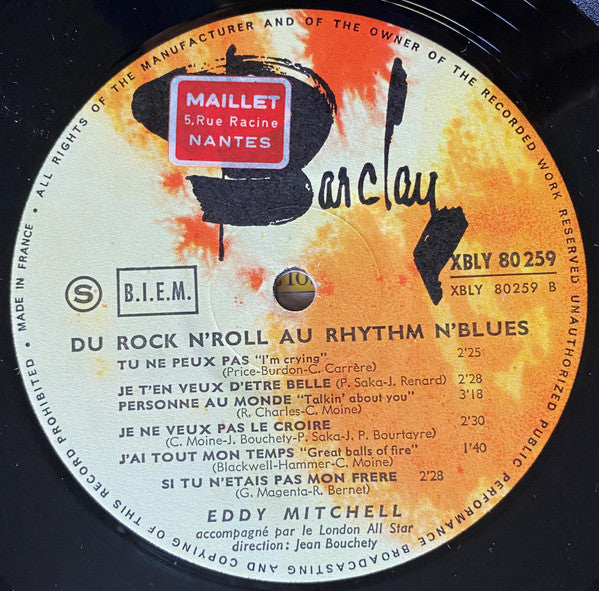 • MADE IN FRANCE • ALL RIGHTS OF THE MANUFACTURER AND OF THE OWNER OF THE RECORDED WORK RESERVED UNAUTHORIZED PUBLIC PERFORMANCE BROADCASTING AND COPYING OF THIS RECORD PROHIBITED
MAILLET
5, Rue Racine
NANTES
Barclay
XBLY 80 259
XBLY 80259 B
S
B.I.E.M.
DU ROCK N'ROLL AU RHYTHM N'BLUES
TU NE PEUX PAS "I'm crying" 2'25
(Price-Burdon-C. Carrère)
JE T'EN VEUX D'ETRE BELLE (P. Saka-J. Renard) 2'28
PERSONNE AU MONDE "Talkin' about you" 3'18
(R. Charles-C. Moine)
JE NE VEUX PAS LE CROIRE 2'30
(C. Moine-J. Bouchety-P. Saka-J. P. Bourtayre)
J'AI TOUT MON TEMPS "Great balls of fire" 1'40
(Blackwell-Hammer-C. Moine)
SI TU N'ETAIS PAS MON FRERE 2'28
(G. Magenta-R. Bernet)
EDDY MITCHELL
accompagné par le London All Star
direction: Jean Bouchety